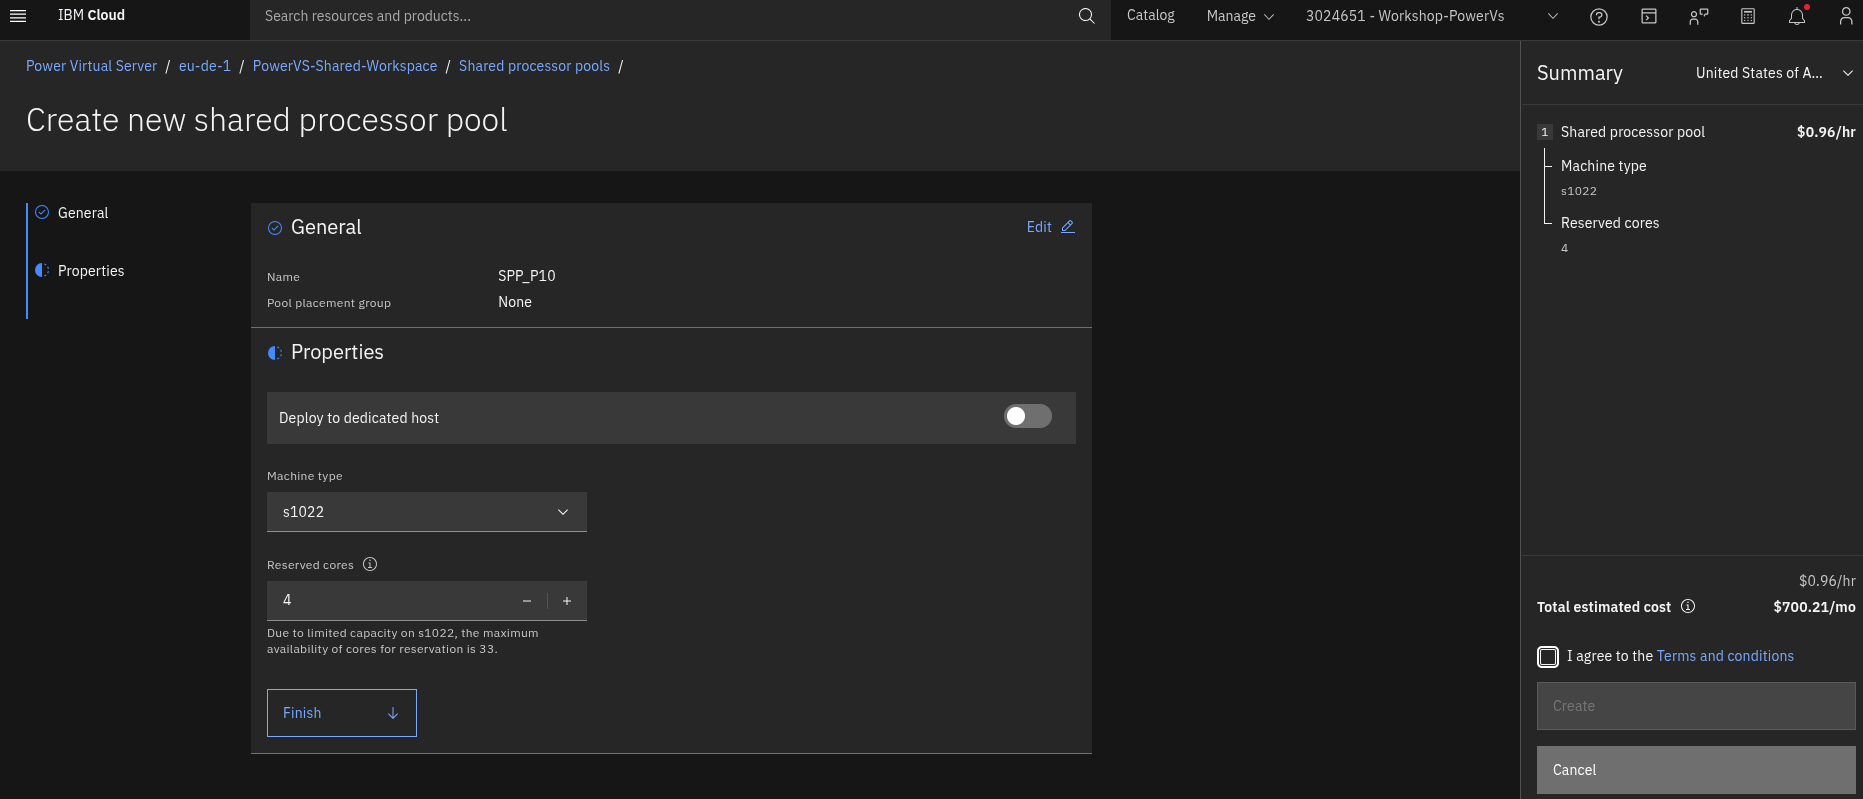 IBM Cloud
Search resources and products...
Catalog
Manage
3024651 - Workshop-PowerVs
Power Virtual Server / eu-de-1 / PowerVS-Shared-Workspace / Shared processor pools /
Create new shared processor pool
General
Properties
General
Edit
Name SPP_P10
Pool placement group None
Properties
Deploy to dedicated host
Machine type
s1022
Reserved cores
4
Due to limited capacity on s1022, the maximum
availability of cores for reservation is 33.
Finish
Summary
United States of A...
1 Shared processor pool $0.96/hr
Machine type
s1022
Reserved cores
4
$0.96/hr
Total estimated cost $700.21/mo
I agree to the Terms and conditions
Create
Cancel